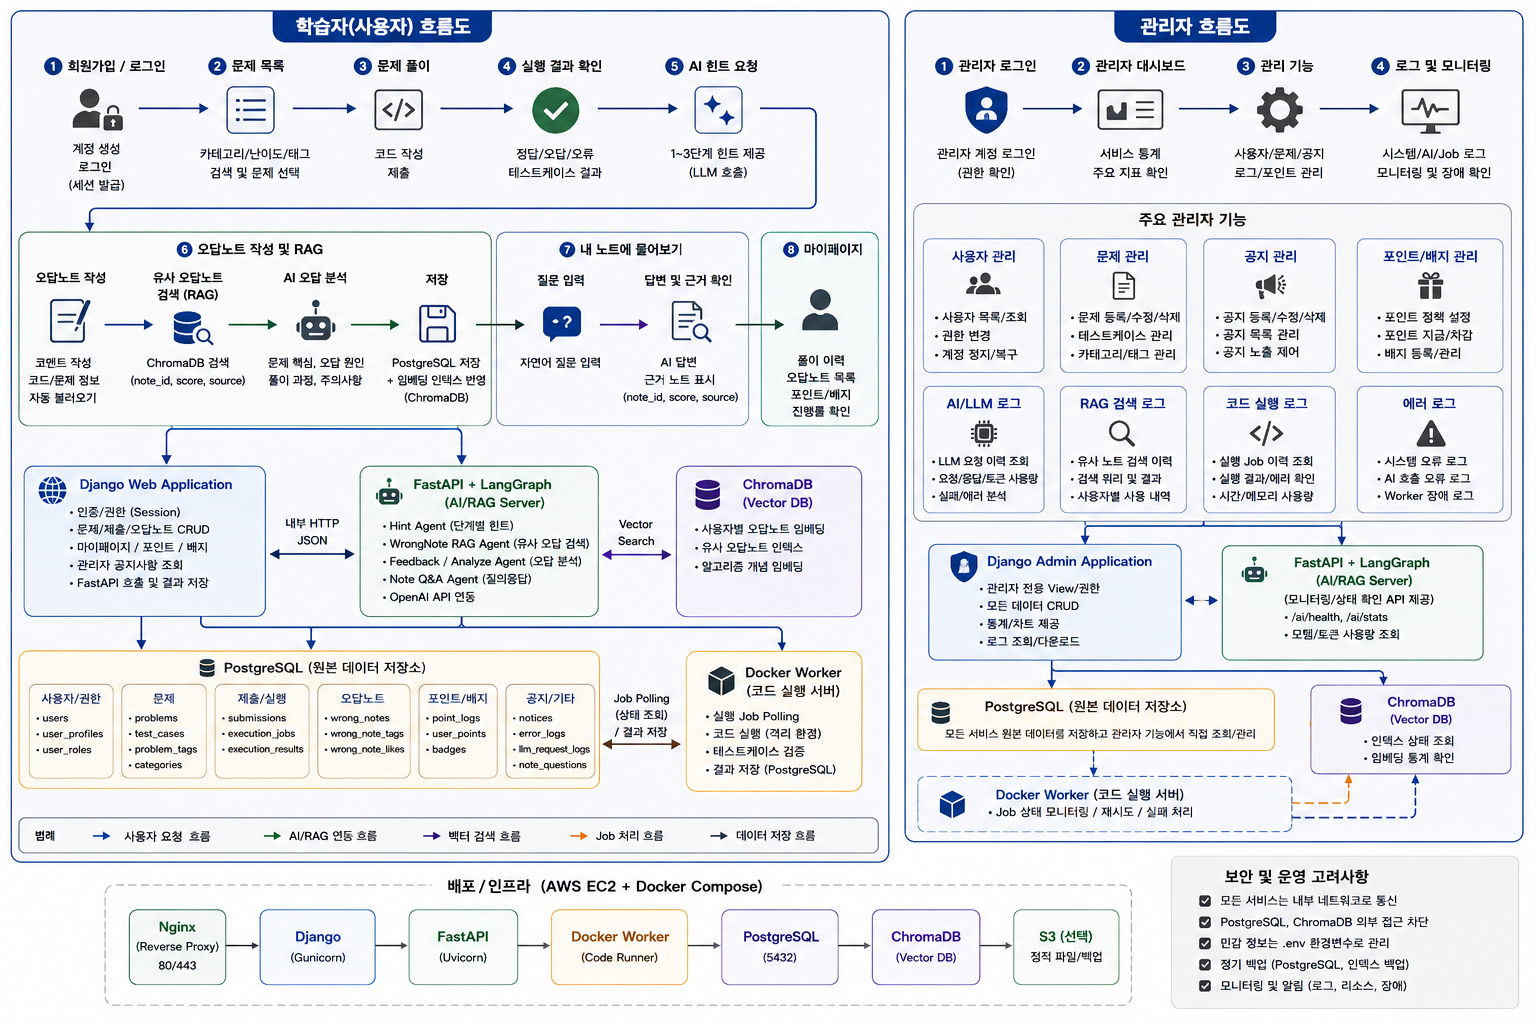 학습자(사용자) 흐름도
1 회원가입 / 로그인
계정 생성
로그인
(세션 발급)
2 문제 목록
카테고리/난이도/태그
검색 및 문제 선택
3 문제 풀이
</>
코드 작성
제출
4 실행 결과 확인
정답/오답/오류
테스트케이스 결과
5 AI 힌트 요청
1~3단계 힌트 제공
(LLM 호출)
6 오답노트 작성 및 RAG
오답노트 작성
코멘트 작성
코드/문제 정보
자동 불러오기
유사 오답노트
검색 (RAG)
ChromaDB 검색
(note_id, score, source)
AI 오답 분석
문제 핵심, 오답 원인
풀이 과정, 주의사항
저장
PostgreSQL 저장
+ 임베딩 인덱스 반영
(ChromaDB)
7 내 노트에 물어보기
질문 입력
-?
자연어 질문 입력
답변 및 근거 확인
AI 답변
근거 노트 표시
(note_id, score, source)
8 마이페이지
풀이 이력
오답노트 목록
포인트/배지
진행률 확인
Django Web Application
• 인증/권한 (Session)
• 문제/제출/오답노트 CRUD
• 마이페이지 / 포인트 / 배지
• 관리자 공지사항 조회
• FastAPI 호출 및 결과 저장
내부 HTTP
JSON
FastAPI + LangGraph
(AI/RAG Server)
• Hint Agent (단계별 힌트)
• WrongNote RAG Agent (유사 오답 검색)
• Feedback / Analyze Agent (오답 분석)
• Note Q&A Agent (질의응답)
• OpenAI API 연동
Vector
Search
ChromaDB
(Vector DB)
• 사용자별 오답노트 임베딩
• 유사 오답노트 인덱스
• 알고리즘 개념 임베딩
PostgreSQL (원본 데이터 저장소)
사용자/권한
• users
• user_profiles
• user_roles
문제
• problems
• test_cases
• problem_tags
• categories
제출/실행
• submissions
• execution_jobs
• execution_results
오답노트
• wrong_notes
• wrong_note_tags
• wrong_note_likes
포인트/배지
• point_logs
• user_points
• badges
공지/기타
• notices
• error_logs
• llm_request_logs
• note_questions
Job Polling
(상태 조회)
/ 결과 저장
Docker Worker
(코드 실행 서버)
• 실행 Job Polling
• 코드 실행 (격리 환경)
• 테스트케이스 검증
• 결과 저장 (PostgreSQL)
범례
사용자 요청 흐름
AI/RAG 연동 흐름
벡터 검색 흐름
Job 처리 흐름
데이터 저장 흐름
관리자 흐름도
1 관리자 로그인
관리자 계정 로그인
(권한 확인)
2 관리자 대시보드
서비스 통계
주요 지표 확인
3 관리 기능
사용자/문제/공지
로그/포인트 관리
4 로그 및 모니터링
시스템/AI/Job 로그
모니터링 및 장애 확인
주요 관리자 기능
사용자 관리
• 사용자 목록/조회
• 권한 변경
• 계정 정지/복구
문제 관리
• 문제 등록/수정/삭제
• 테스트케이스 관리
• 카테고리/태그 관리
공지 관리
• 공지 등록/수정/삭제
• 공지 목록 관리
• 공지 노출 제어
포인트/배지 관리
• 포인트 정책 설정
• 포인트 지급/차감
• 배지 등록/관리
AI/LLM 로그
• LLM 요청 이력 조회
• 요청/응답/토큰 사용량
• 실패/에러 분석
RAG 검색 로그
• 유사 노트 검색 이력
• 검색 쿼리 및 결과
• 사용자별 사용 내역
코드 실행 로그
</>
• 실행 Job 이력 조회
• 실행 결과/에러 확인
• 시간/메모리 사용량
에러 로그
• 시스템 오류 로그
• AI 호출 오류 로그
• Worker 장애 로그
Django Admin Application
• 관리자 전용 View/권한
• 모든 데이터 CRUD
• 통계/차트 제공
• 로그 조회/다운로드
FastAPI + LangGraph
(AI/RAG Server)
(모니터링/상태 확인 API 제공)
• /ai/health, /ai/stats
• 모델/토큰 사용량 조회
PostgreSQL (원본 데이터 저장소)
모든 서비스 원본 데이터를 저장하고 관리자 기능에서 직접 조회/관리
ChromaDB
(Vector DB)
• 인덱스 상태 조회
• 임베딩 통계 확인
Docker Worker (코드 실행 서버)
• Job 상태 모니터링 / 재시도 / 실패 처리
배포 / 인프라 (AWS EC2 + Docker Compose)
Nginx
(Reverse Proxy)
80/443
Django
(Gunicorn)
FastAPI
(Uvicorn)
Docker Worker
(Code Runner)
PostgreSQL
(5432)
ChromaDB
(Vector DB)
S3 (선택)
정적 파일/백업
보안 및 운영 고려사항
모든 서비스는 내부 네트워크로 통신
PostgreSQL, ChromaDB 외부 접근 차단
민감 정보는 .env 환경변수로 관리
정기 백업 (PostgreSQL, 인덱스 백업)
모니터링 및 알림 (로그, 리소스, 장애)